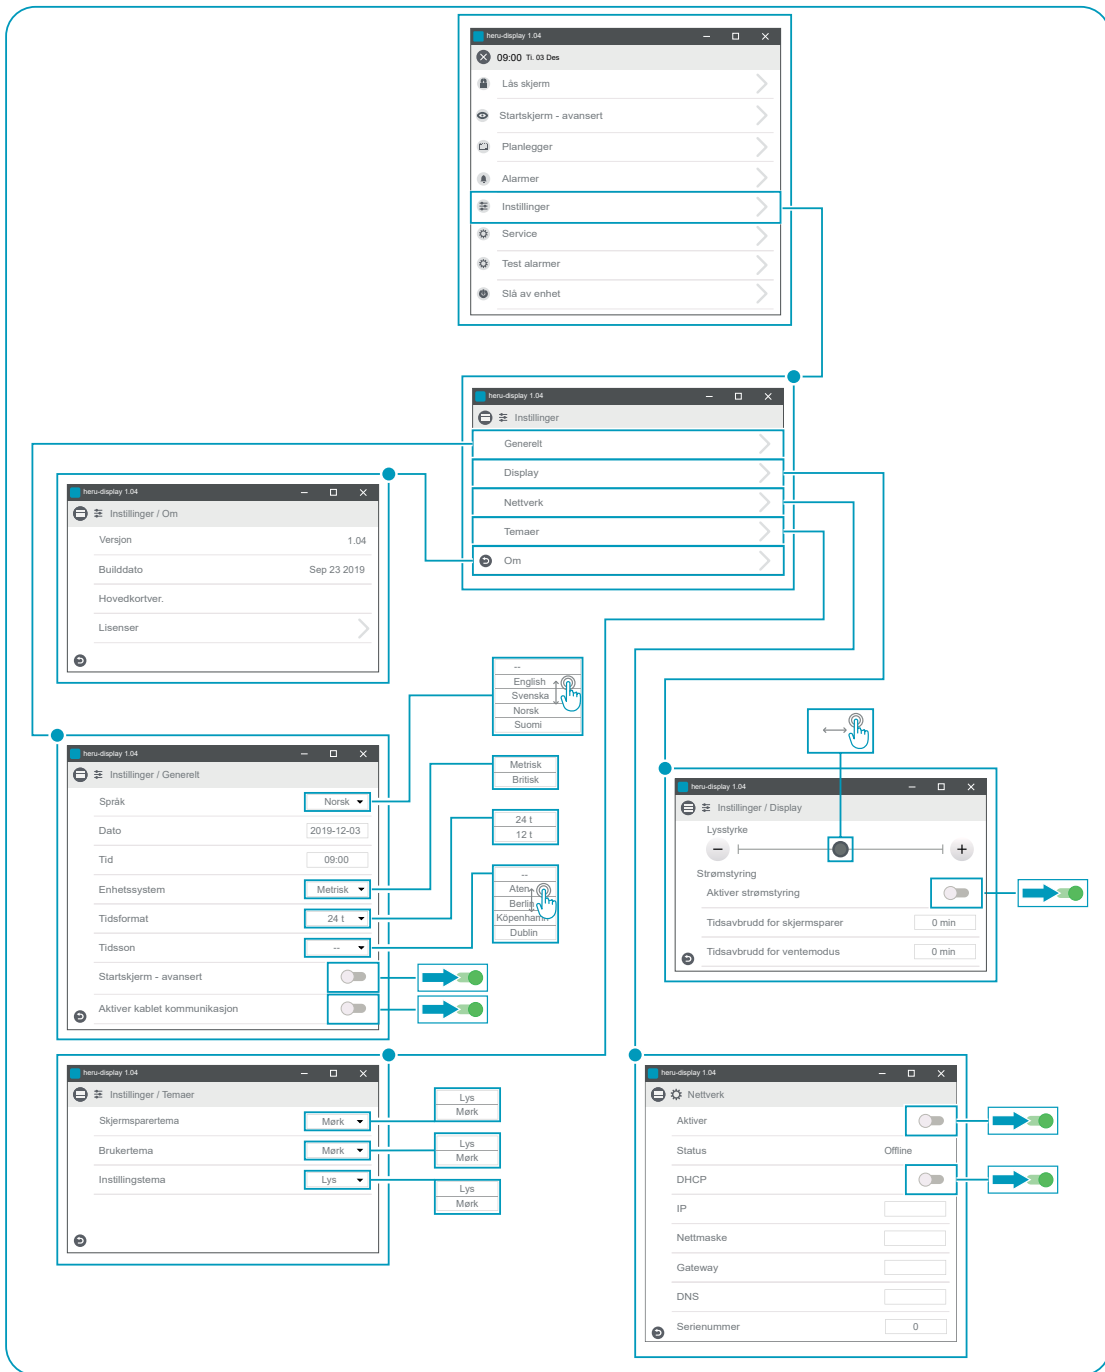 heru-display 1.04
09:00 Ti. 03 Des
Lås skjerm
Startskjerm - avansert
Planlegger
Alarmer
Instillinger
Service
Test alarmer
Slå av enhet
heru-display 1.04
Instillinger
Generelt
Display
Nettverk
Temaer
Om
heru-display 1.04
Instillinger / Om
Versjon 1.04
Builddato Sep 23 2019
Hovedkortver.
Lisenser
--
English
Svenska
Norsk
Suomi
heru-display 1.04
Instillinger / Generelt
Språk Norsk
Dato 2019-12-03
Tid 09:00
Enhetssystem Metrisk
Tidsformat 24 t
Tidsson --
Startskjerm - avansert
Aktiver kablet kommunikasjon
Metrisk
Britisk
24 t
12 t
--
Aten
Berlin
Köpenhamn
Dublin
heru-display 1.04
Instillinger / Display
Lysstyrke
Strømstyring
Aktiver strømstyring
Tidsavbrudd for skjermsparer 0 min
Tidsavbrudd for ventemodus 0 min
heru-display 1.04
Instillinger / Temaer
Skjermsparertema Mørk
Brukertema Mørk
Instillingstema Lys
Lys
Mørk
Lys
Mørk
Lys
Mørk
heru-display 1.04
Nettverk
Aktiver
Status Offline
DHCP
IP
Nettmaske
Gateway
DNS
Serienummer 0